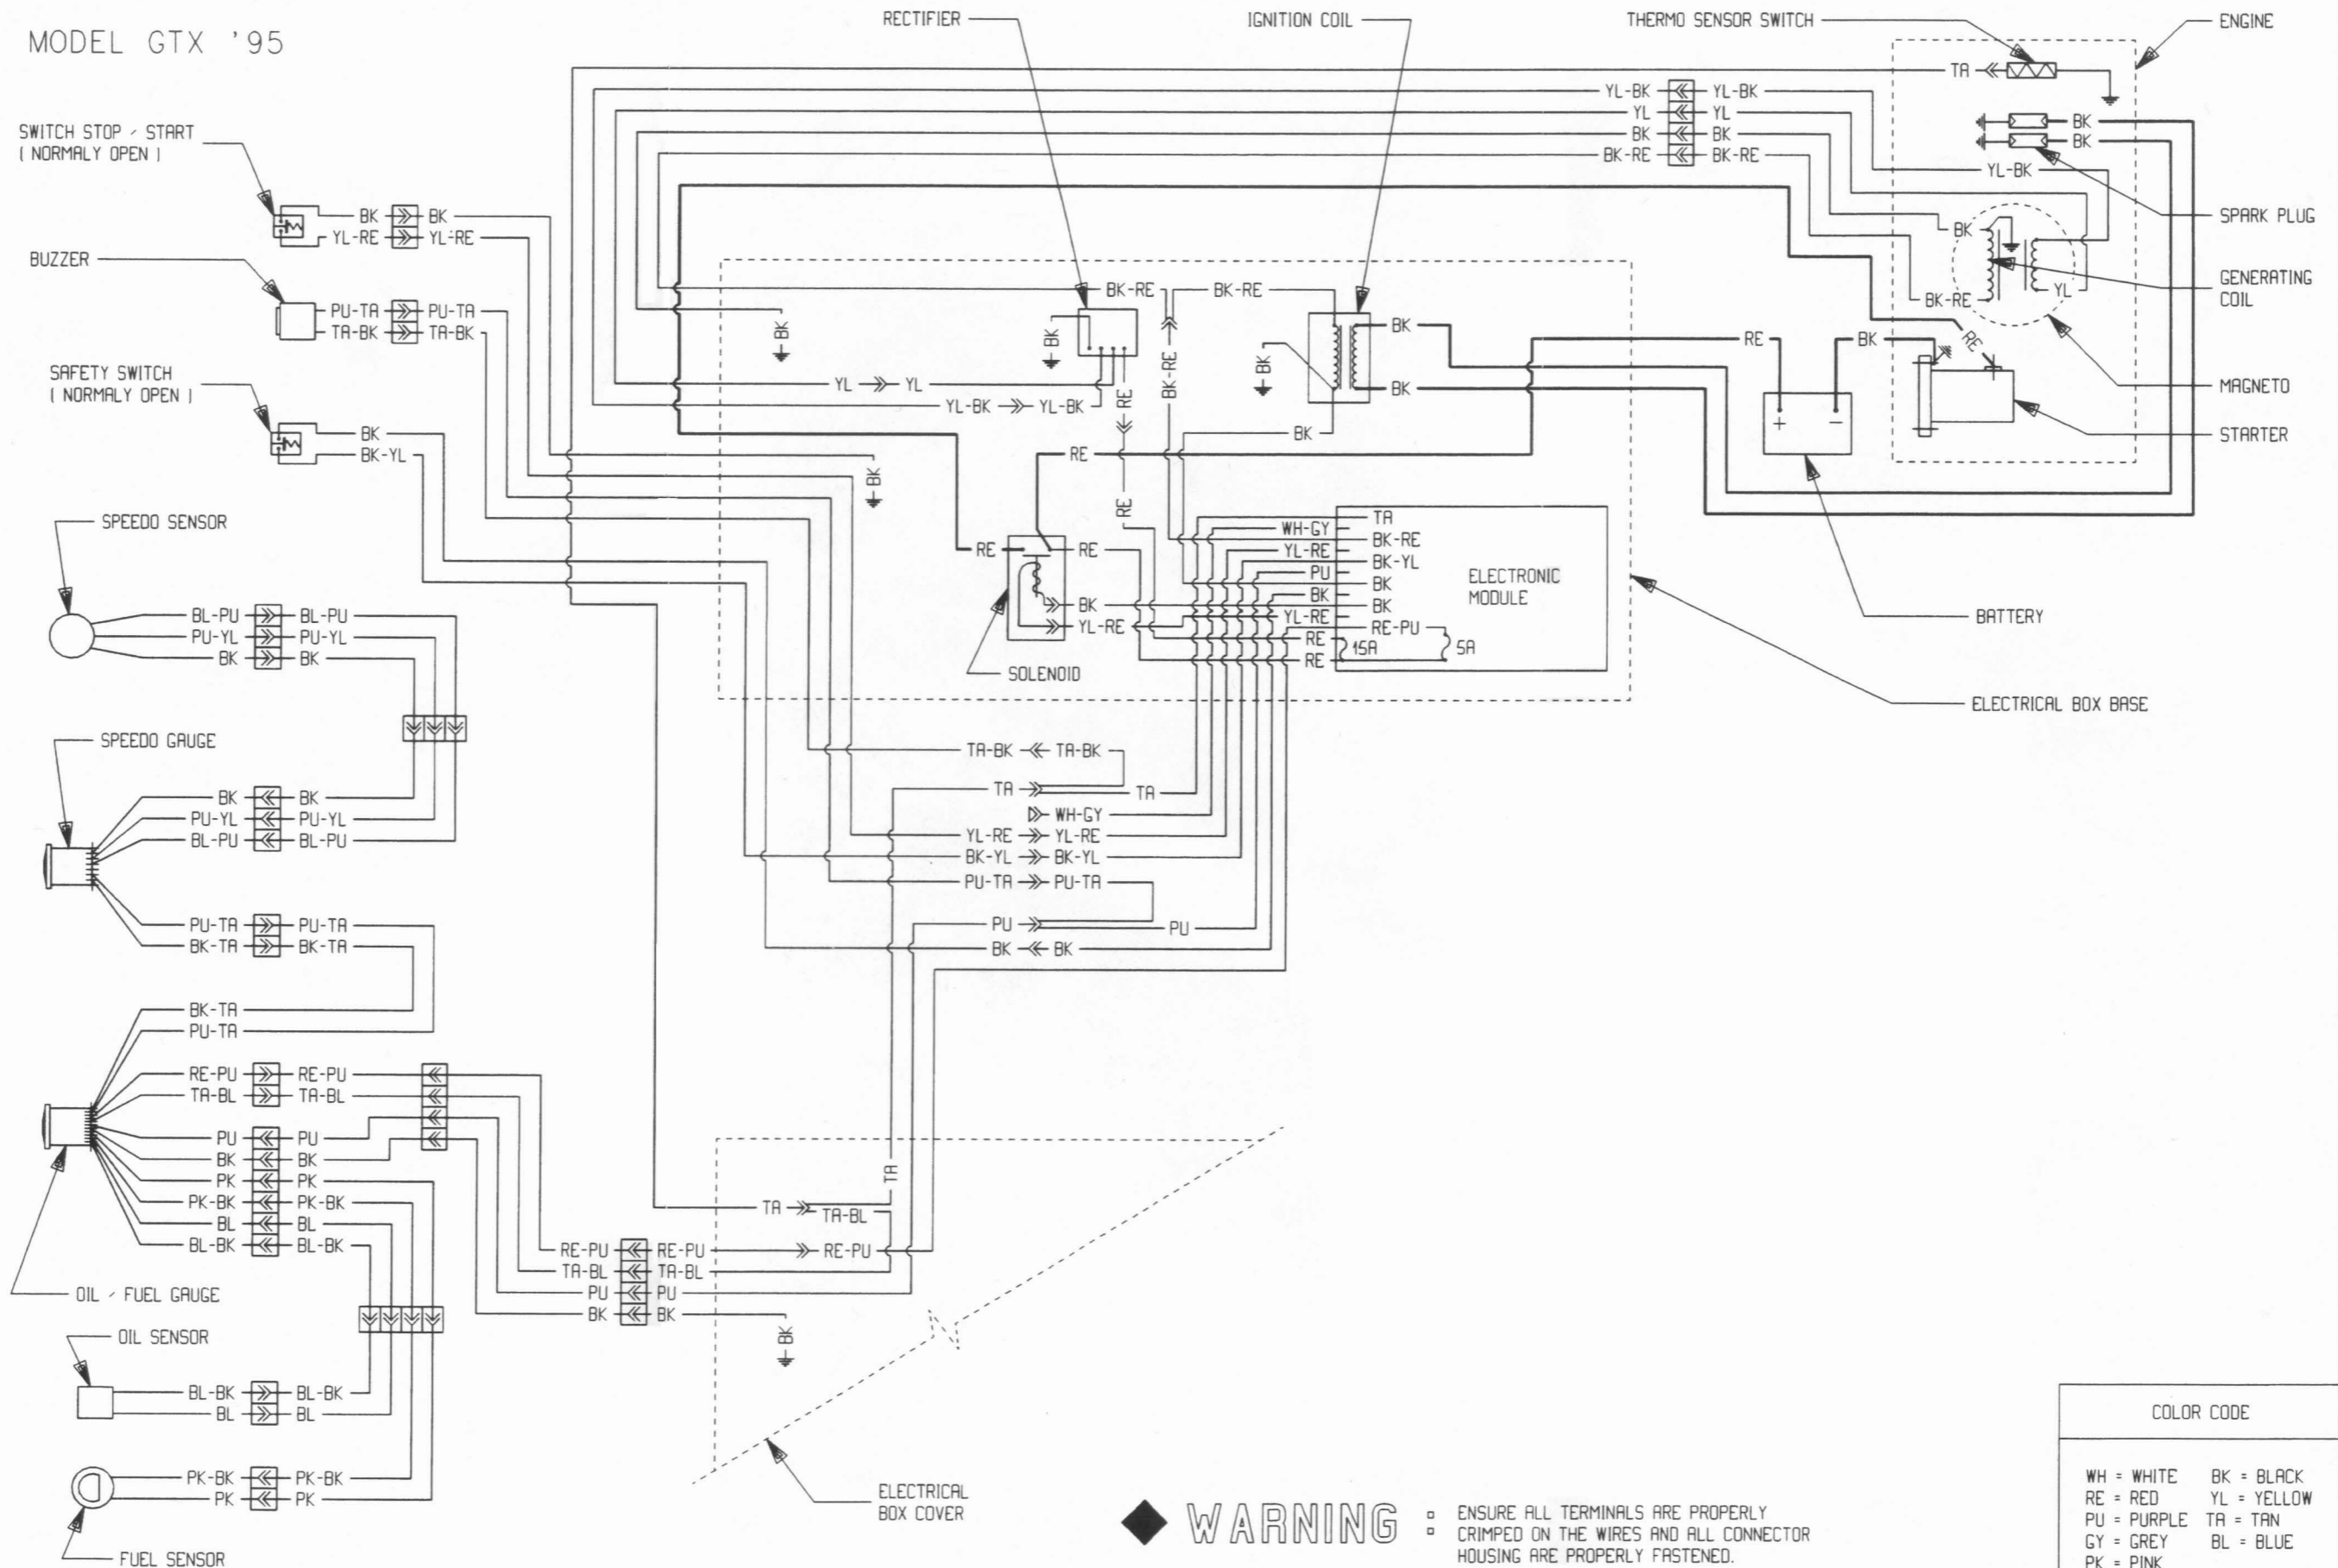 MODEL GTX '95
RECTIFIER
IGNITION COIL
THERMO SENSOR SWITCH
ENGINE
TA
YL-BK YL-BK
YL YL
BK BK
BK-RE BK-RE
BK
BK
YL-BK
SPARK PLUG
BK
GENERATING
COIL
BK-RE
YL
RE
MAGNETO
STARTER
SWITCH STOP / START
( NORMALY OPEN )
BK BK
YL-RE YL-RE
BUZZER
PU-TA PU-TA
TA-BK TA-BK
SAFETY SWITCH
( NORMALY OPEN )
BK
BK-YL
BK-RE
BK-RE
BK
BK
BK-RE
BK
BK
BK
YL YL
YL-BK YL-BK
RE
BK
BK
RE
RE
RE
BK
+ -
BATTERY
RE
RE
BK
YL-RE
SOLENOID
TA
WH-GY
BK-RE
YL-RE
BK-YL
PU
BK
BK
BK
YL-RE
RE-PU
RE
15A
5A
RE
ELECTRONIC
MODULE
ELECTRICAL BOX BASE
SPEEDO SENSOR
BL-PU BL-PU
PU-YL PU-YL
BK BK
SPEEDO GAUGE
BK BK
PU-YL PU-YL
BL-PU BL-PU
PU-TA PU-TA
BK-TA BK-TA
TA-BK TA-BK
TA
TA
WH-GY
YL-RE YL-RE
BK-YL BK-YL
PU-TA PU-TA
PU
PU
BK BK
BK-TA
PU-TA
RE-PU RE-PU
TA-BL TA-BL
PU PU
BK BK
PK PK
PK-BK PK-BK
BL BL
BL-BK BL-BK
OIL / FUEL GAUGE
TA
TA
TA-BL
RE-PU RE-PU RE-PU
TA-BL TA-BL
PU PU
BK BK
BK
OIL SENSOR
BL-BK BL-BK
BL BL
PK-BK PK-BK
PK PK
FUEL SENSOR
ELECTRICAL
BOX COVER
WARNING
ENSURE ALL TERMINALS ARE PROPERLY
CRIMPED ON THE WIRES AND ALL CONNECTOR
HOUSING ARE PROPERLY FASTENED.
COLOR CODE
WH = WHITE BK = BLACK
RE = RED YL = YELLOW
PU = PURPLE TA = TAN
GY = GREY BL = BLUE
PK = PINK